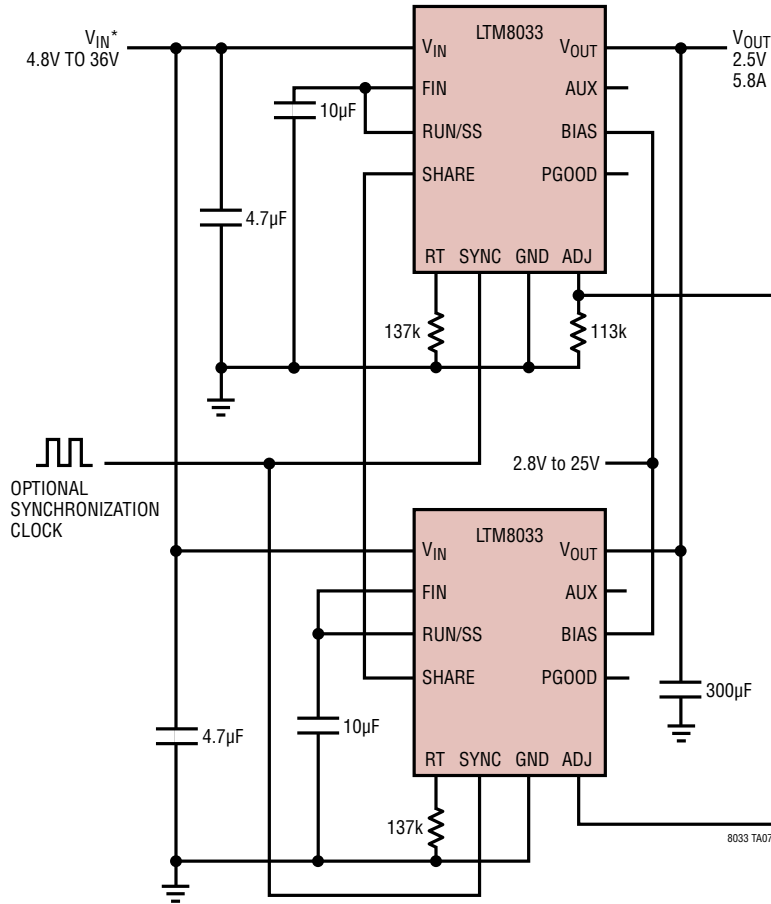 VIN*
4.8V TO 36V
LTM8033
VIN
VOUT
VOUT
2.5V
5.8A
FIN
AUX
10µF
RUN/SS
BIAS
SHARE
PGOOD
4.7µF
RT SYNC GND ADJ
137k
113k
OPTIONAL
SYNCHRONIZATION
CLOCK
2.8V to 25V
LTM8033
VIN
VOUT
FIN
AUX
RUN/SS
BIAS
SHARE
PGOOD
300µF
4.7µF
10µF
RT SYNC GND ADJ
137k
8033 TA07